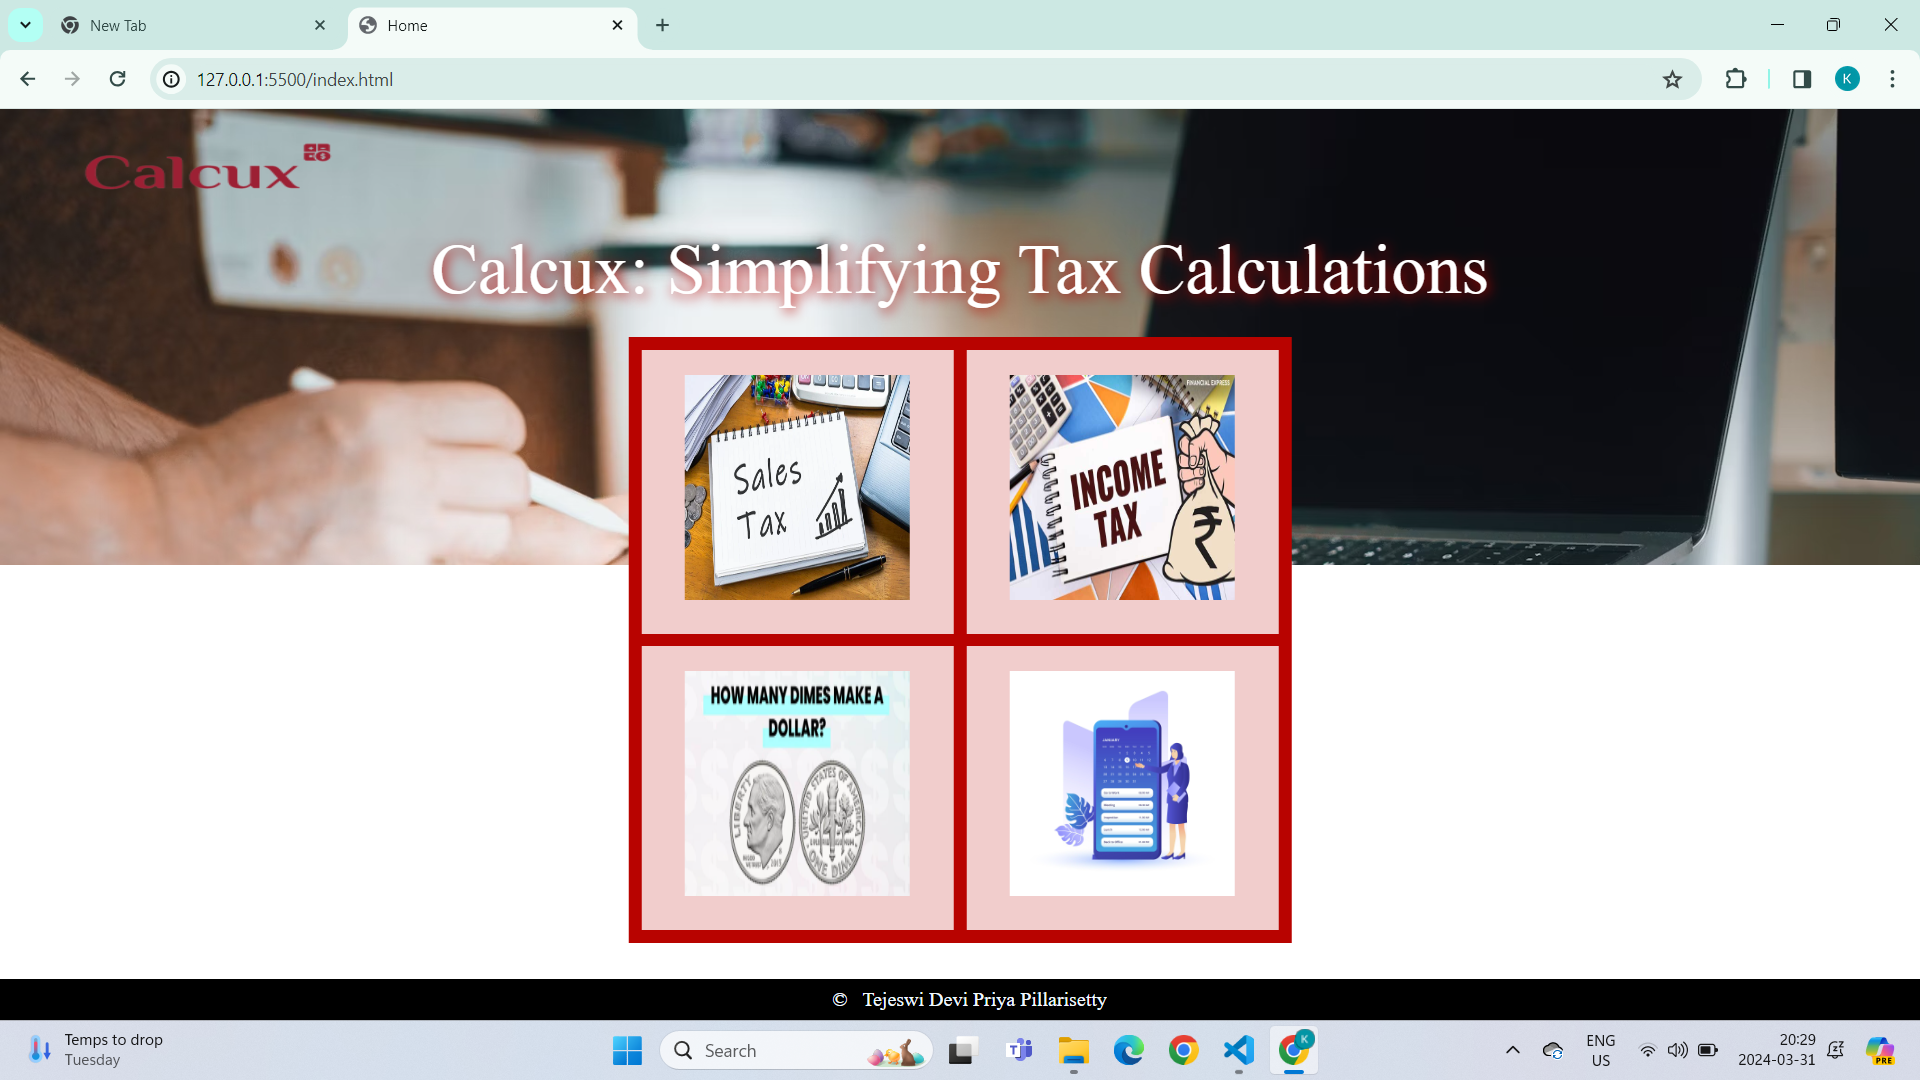 New Tab
Home
127.0.0.1:5500/index.html
K
Calcux
Calcux: Simplifying Tax Calculations
Sales
Tax
FINANCIAL EXPRESS
INCOME
TAX
₹
HOW MANY DIMES MAKE A
DOLLAR?
LIBERTY
UNITED STATES OF AMERICA
ONE DIME
JANUARY
© Tejeswi Devi Priya Pillarisetty
Temps to drop
Tuesday
Search
K
ENG
US
20:29
2024-03-31
PRE